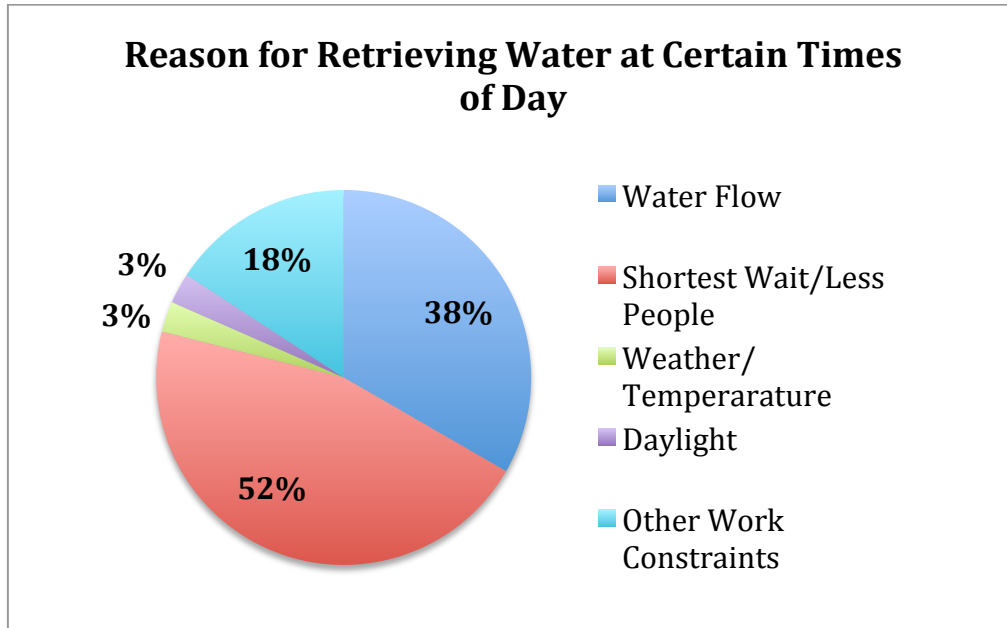 Reason for Retrieving Water at Certain Times
of Day
Water Flow
Shortest Wait/Less
People
Weather/
Temperarature
Daylight
Other Work
Constraints
38%
52%
3%
3%
18%